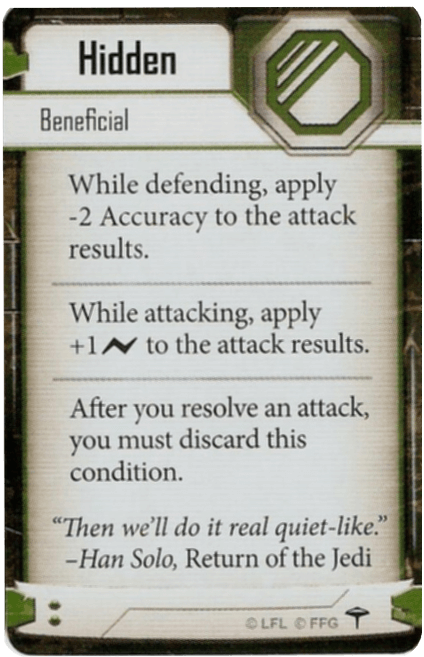 Hidden
Beneficial
While defending, apply
-2 Accuracy to the attack
results.
While attacking, apply
+1 to the attack results.
After you resolve an attack,
you must discard this
condition.
“Then we’ll do it real quiet-like.”
–Han Solo, Return of the Jedi
© LFL © FFG